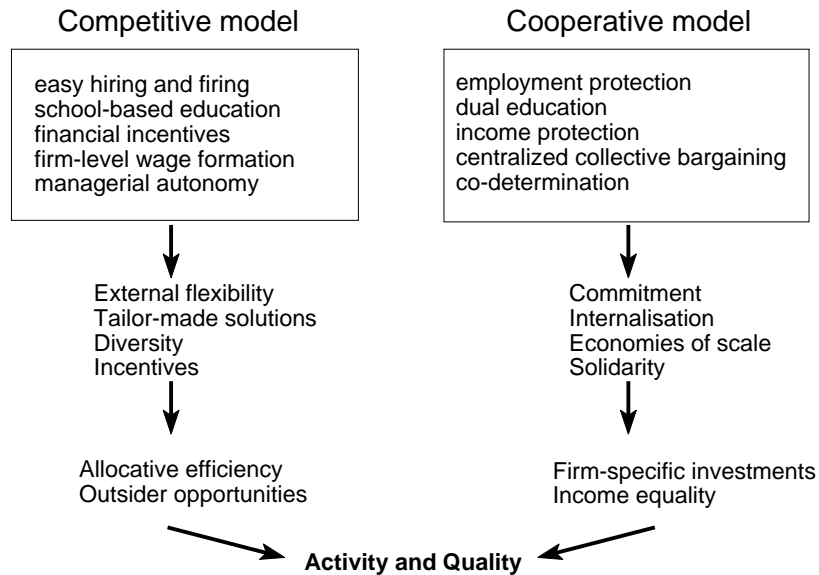 Competitive model
easy hiring and firing
school-based education
financial incentives
firm-level wage formation
managerial autonomy
External flexibility
Tailor-made solutions
Diversity
Incentives
Allocative efficiency
Outsider opportunities
Cooperative model
employment protection
dual education
income protection
centralized collective bargaining
co-determination
Commitment
Internalisation
Economies of scale
Solidarity
Firm-specific investments
Income equality
Activity and Quality